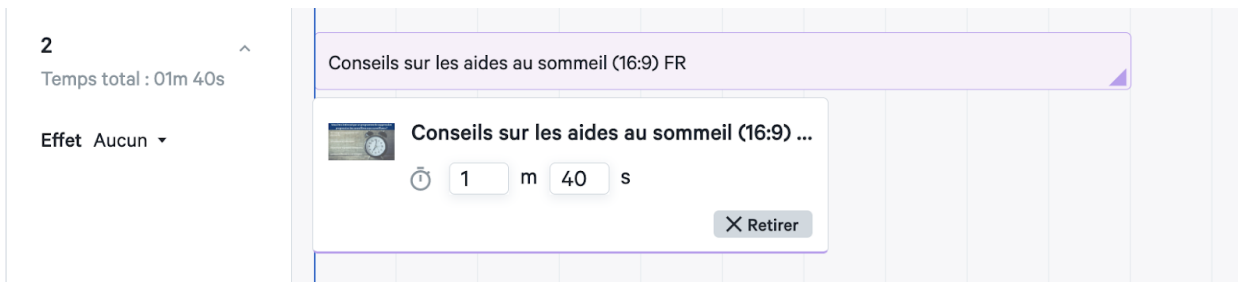 2
Temps total : 01m 40s
Effet Aucun
Conseils sur les aides au sommeil (16:9) FR
Conseils sur les aides au sommeil (16:9) ...
1 m 40 s
Retirer